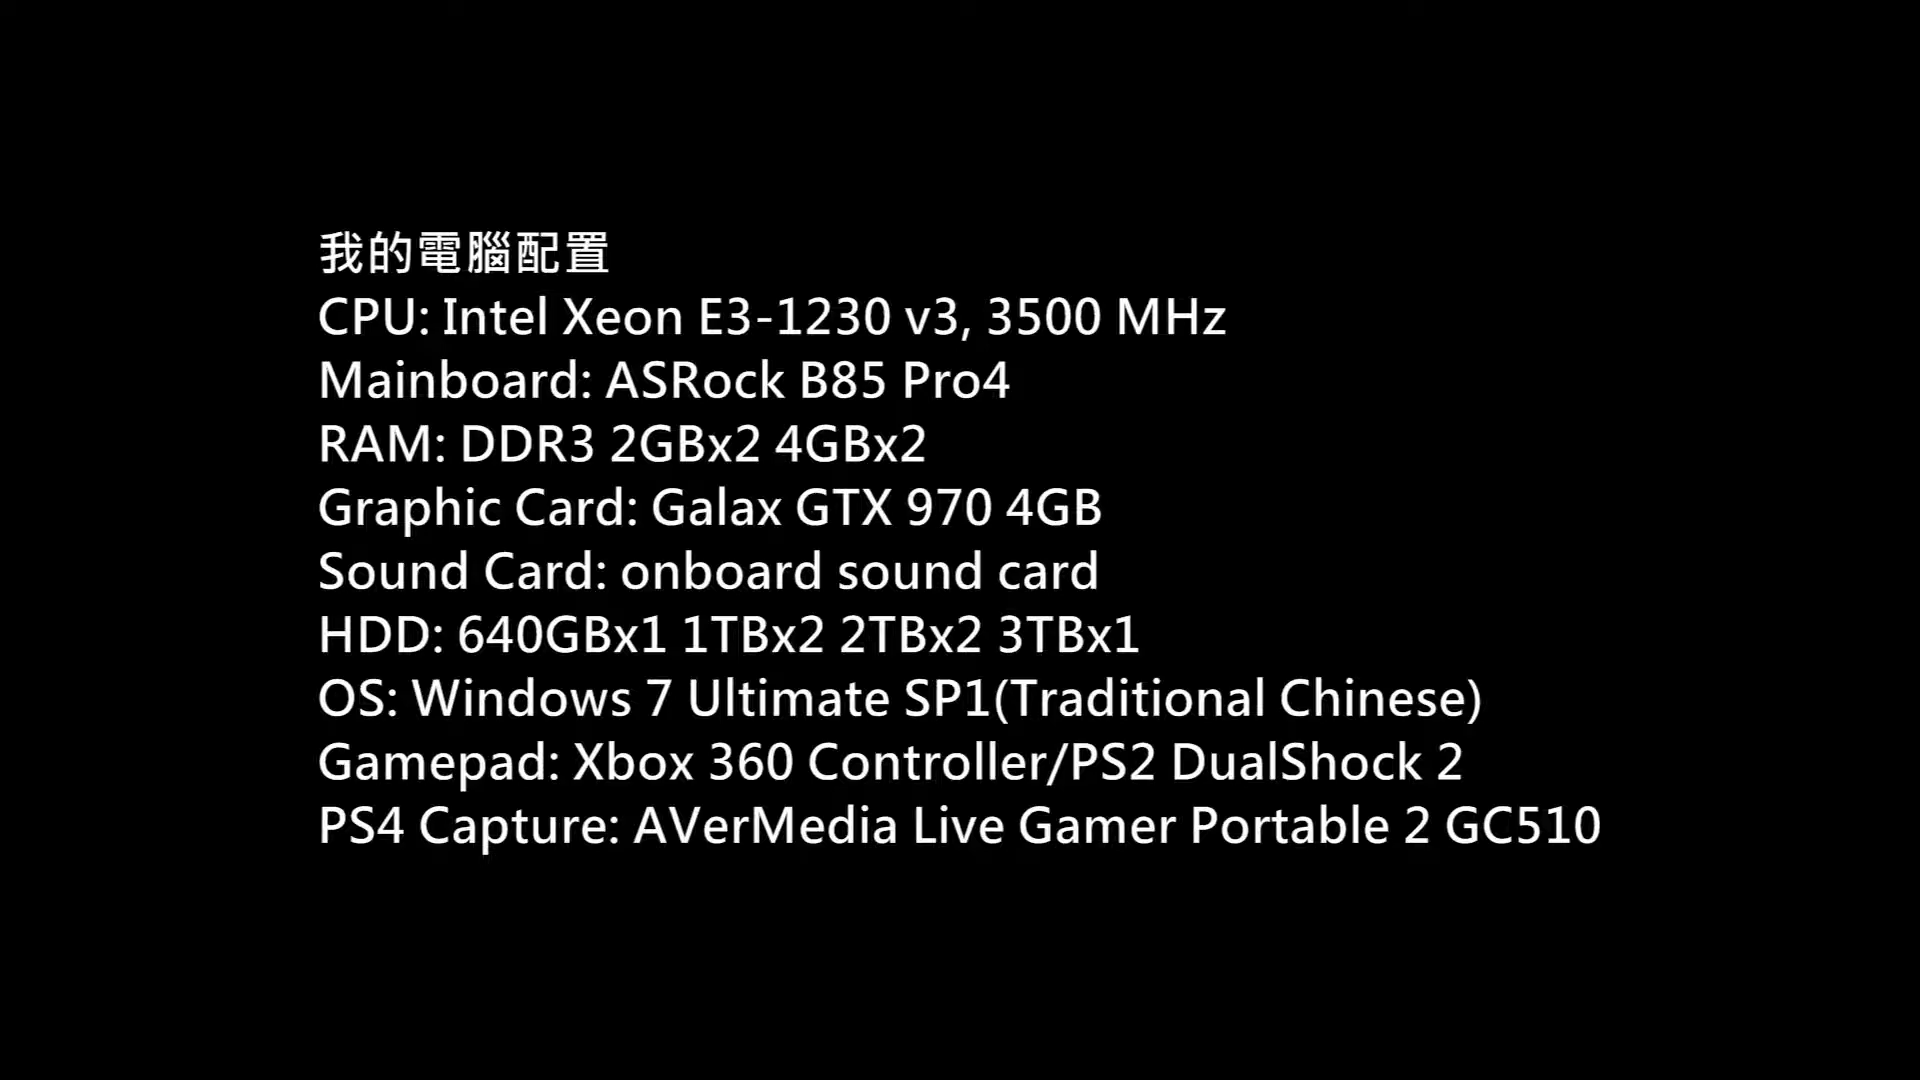 我的電腦配置
CPU: Intel Xeon E3-1230 v3, 3500 MHz
Mainboard: ASRock B85 Pro4
RAM: DDR3 2GBx2 4GBx2
Graphic Card: Galax GTX 970 4GB
Sound Card: onboard sound card
HDD: 640GBx1 1TBx2 2TBx2 3TBx1
OS: Windows 7 Ultimate SP1(Traditional Chinese)
Gamepad: Xbox 360 Controller/PS2 DualShock 2
PS4 Capture: AVerMedia Live Gamer Portable 2 GC510